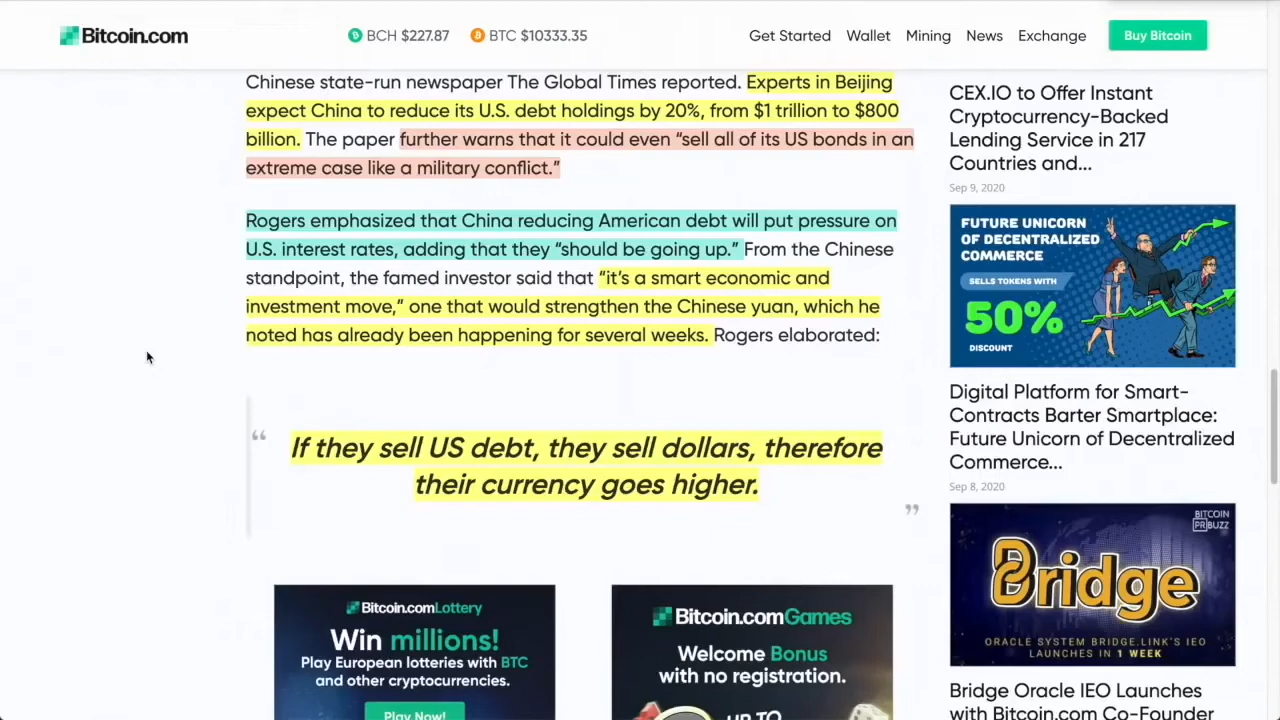 Bitcoin.com
BCH $227.87 BTC $10333.35
Get Started Wallet Mining News Exchange Buy Bitcoin
Chinese state-run newspaper The Global Times reported. Experts in Beijing
expect China to reduce its U.S. debt holdings by 20%, from $1 trillion to $800
billion. The paper further warns that it could even “sell all of its US bonds in an
extreme case like a military conflict.”
Rogers emphasized that China reducing American debt will put pressure on
U.S. interest rates, adding that they “should be going up.” From the Chinese
standpoint, the famed investor said that “it’s a smart economic and
investment move,” one that would strengthen the Chinese yuan, which he
noted has already been happening for several weeks. Rogers elaborated:
“
If they sell US debt, they sell dollars, therefore
their currency goes higher.
”
Bitcoin.comLottery
Win millions!
Play European lotteries with BTC
and other cryptocurrencies.
Play Now!
Bitcoin.comGames
Welcome Bonus
with no registration.
UP TO
CEX.IO to Offer Instant
Cryptocurrency-Backed
Lending Service in 217
Countries and...
Sep 9, 2020
FUTURE UNICORN
OF DECENTRALIZED
COMMERCE
SELLS TOKENS WITH
50%
DISCOUNT
Digital Platform for Smart-
Contracts Barter Smartplace:
Future Unicorn of Decentralized
Commerce...
Sep 8, 2020
BITCOIN
PR BUZZ
Bridge
ORACLE SYSTEM BRIDGE.LINK'S IEO
LAUNCHES IN 1 WEEK
Bridge Oracle IEO Launches
with Bitcoin.com Co-Founder